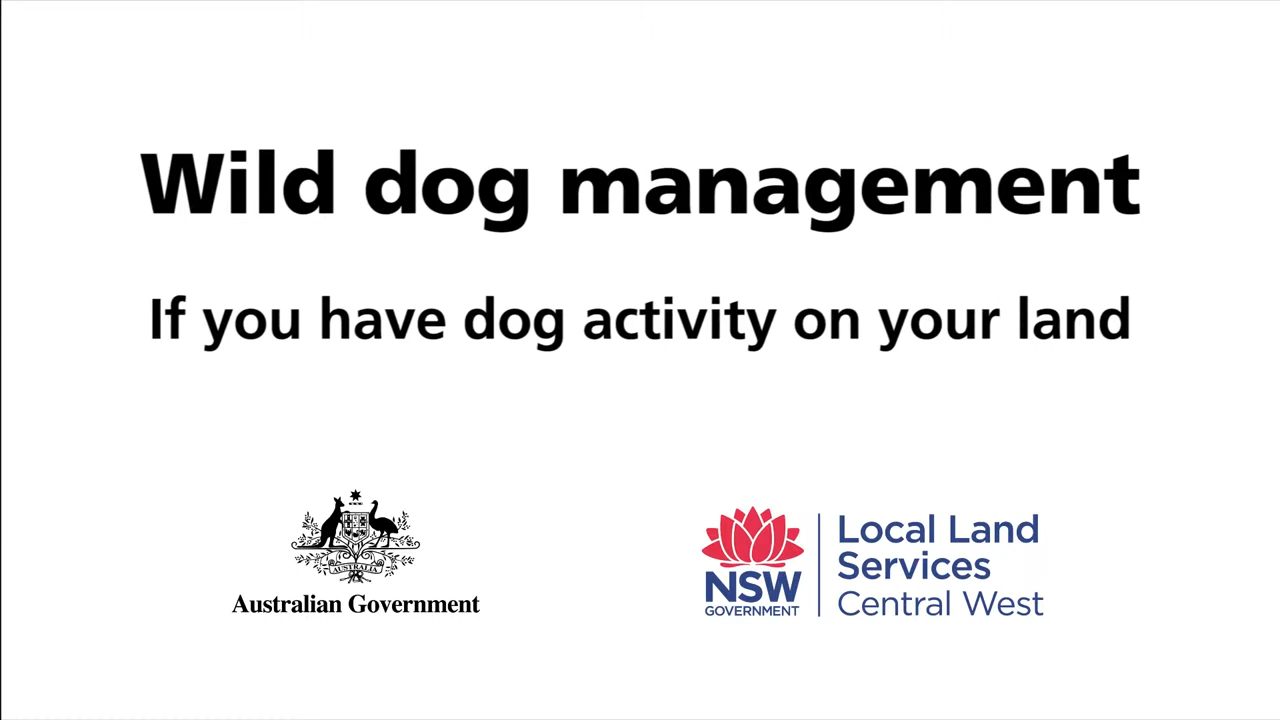 Wild dog management
If you have dog activity on your land
AUSTRALIA
Australian Government
NSW
GOVERNMENT
Local Land
Services
Central West